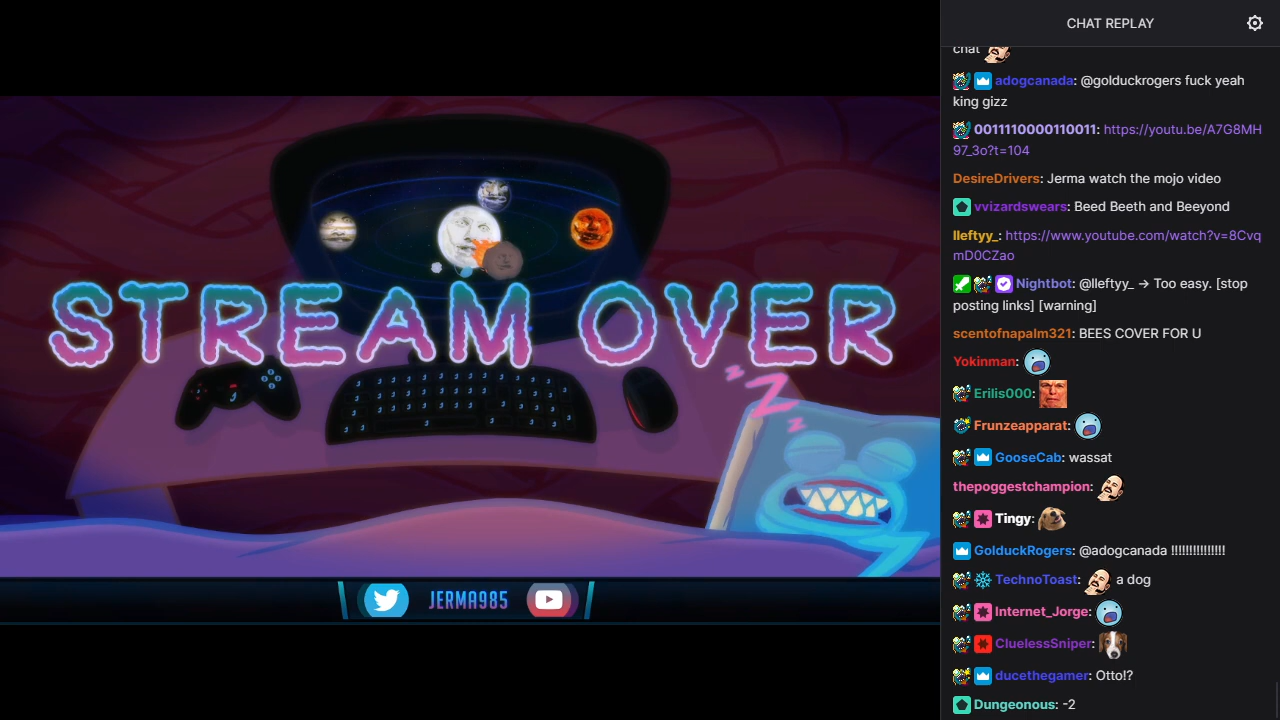 CHAT REPLAY
chat
adogcanada: @golduckrogers fuck yeah
king gizz
0011110000110011: https://youtu.be/A7G8MH
97_3o?t=104
DesireDrivers: Jerma watch the mojo video
vvizardswears: Beed Beeth and Beeyond
lleftyy_: https://www.youtube.com/watch?v=8Cvq
mD0CZao
Nightbot: @lleftyy_ → Too easy. [stop
posting links] [warning]
scentofnapalm321: BEES COVER FOR U
Yokinman:
Erilis000:
Frunzeapparat:
GooseCab: wassat
thepoggestchampion:
Tingy:
GolduckRogers: @adogcanada !!!!!!!!!!!!!!!
TechnoToast: a dog
Internet_Jorge:
CluelessSniper:
ducethegamer: Otto!?
Dungeonous: -2
STREAM OVER
z
Z
z
JERMA985